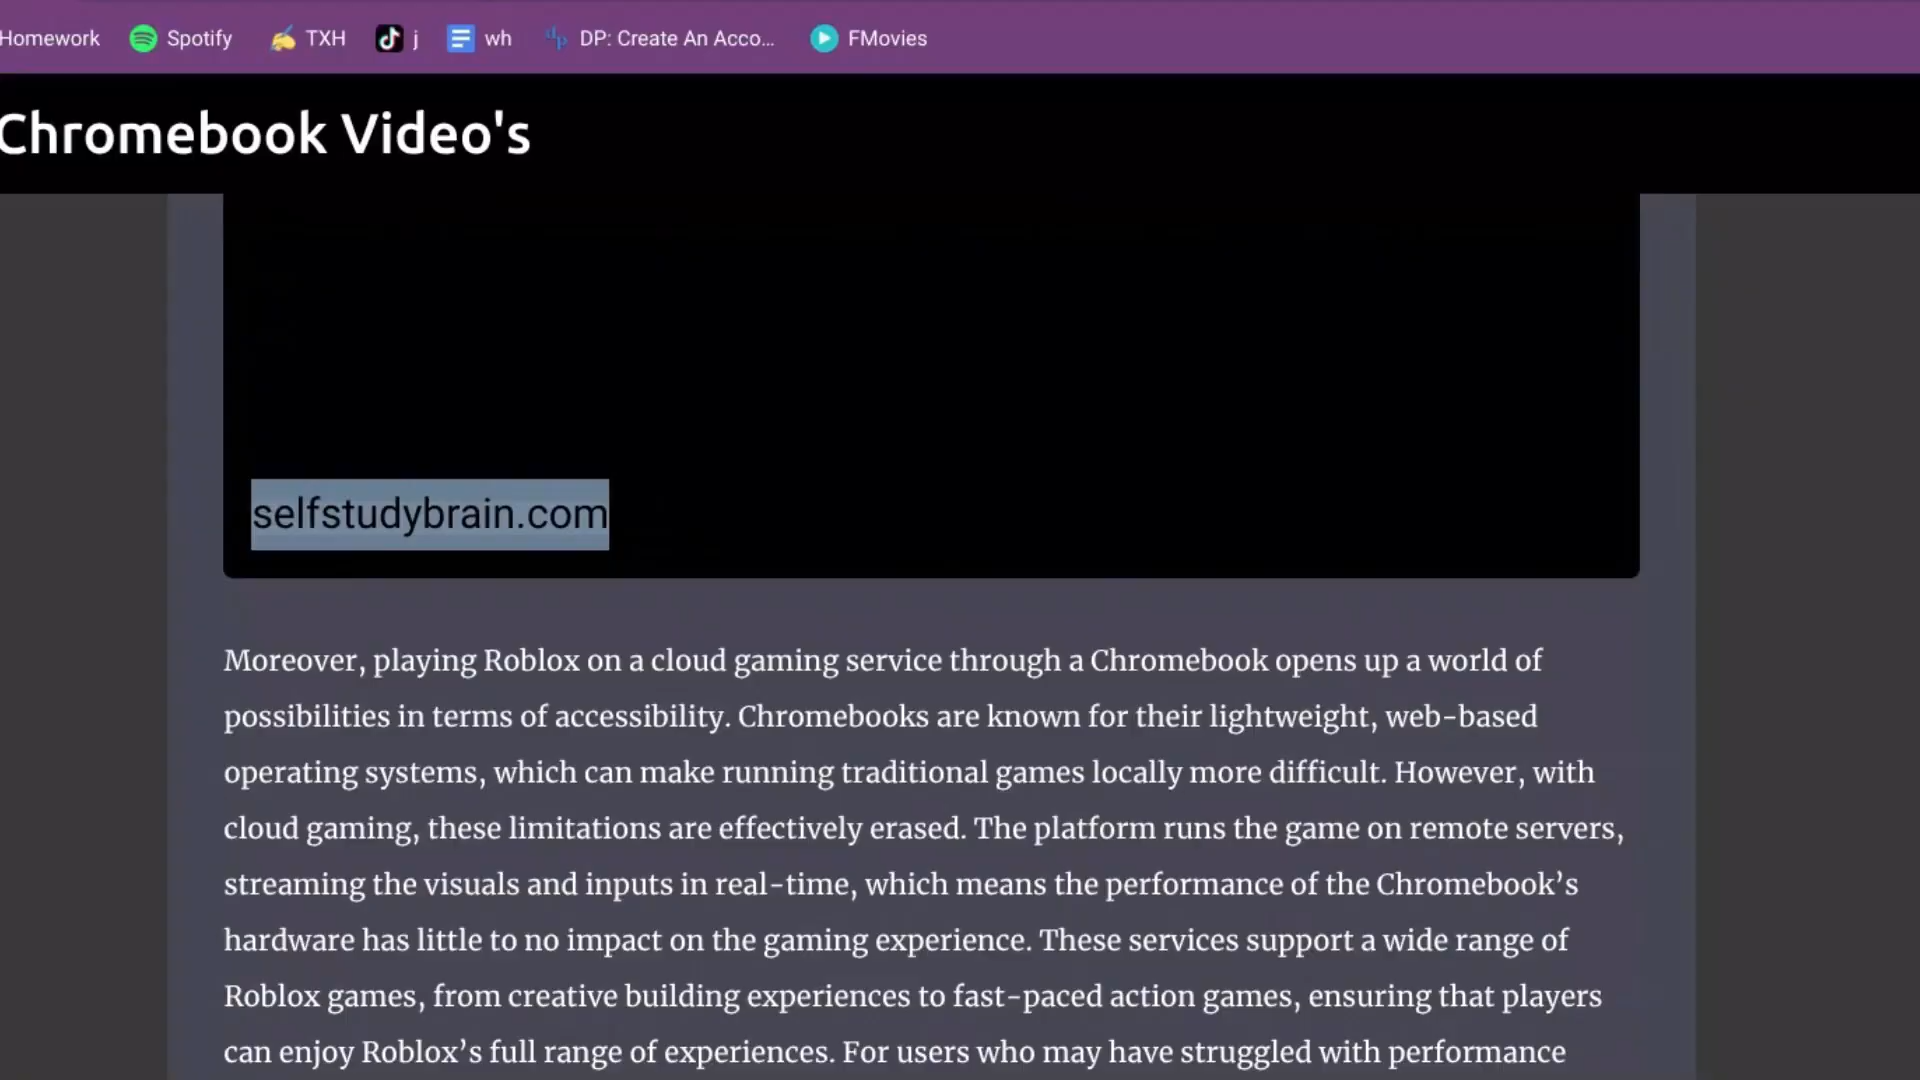 Homework Spotify TXH j wh DP: Create An Acco... FMovies
Chromebook Video's
selfstudybrain.com
Moreover, playing Roblox on a cloud gaming service through a Chromebook opens up a world of
possibilities in terms of accessibility. Chromebooks are known for their lightweight, web-based
operating systems, which can make running traditional games locally more difficult. However, with
cloud gaming, these limitations are effectively erased. The platform runs the game on remote servers,
streaming the visuals and inputs in real-time, which means the performance of the Chromebook’s
hardware has little to no impact on the gaming experience. These services support a wide range of
Roblox games, from creative building experiences to fast-paced action games, ensuring that players
can enjoy Roblox’s full range of experiences. For users who may have struggled with performance